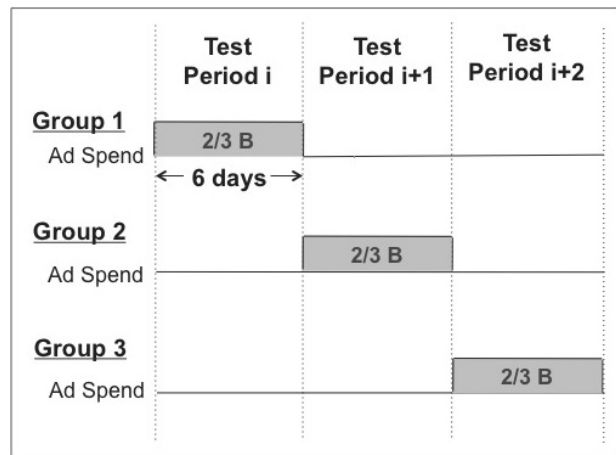 Test Period i
Test Period i+1
Test Period i+2
Group 1
Ad Spend
2/3 B
6 days
Group 2
Ad Spend
2/3 B
Group 3
Ad Spend
2/3 B